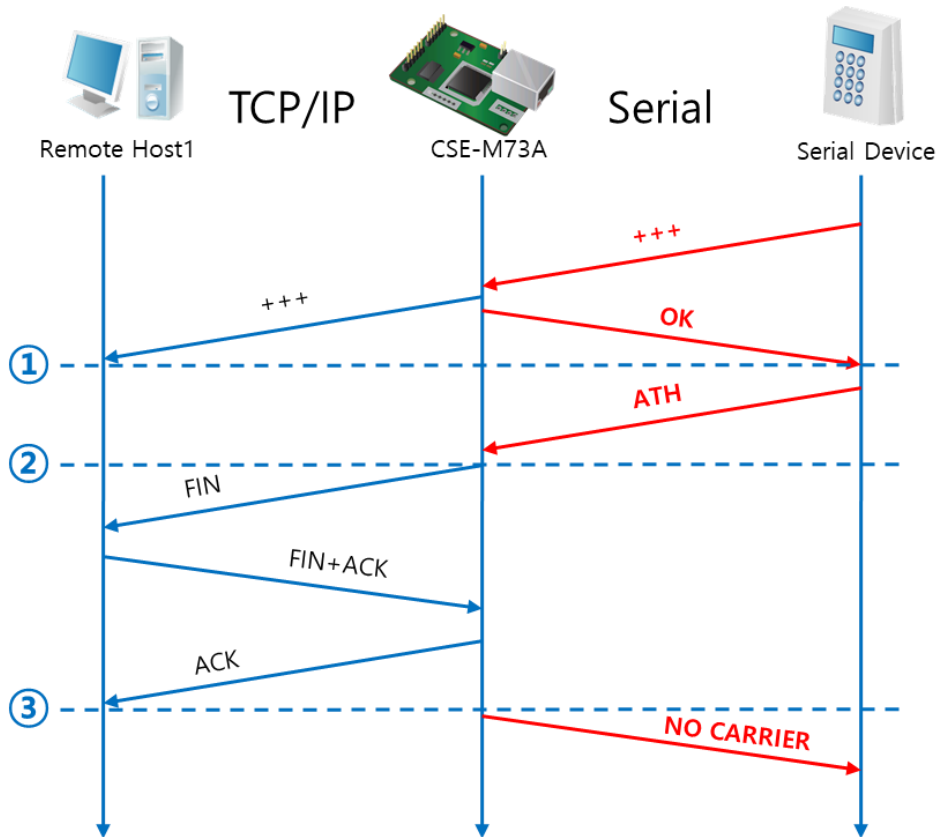 TCP/IP
Serial
Remote Host1
CSE-M73A
Serial Device
+++
+++
OK
①
ATH
②
FIN
FIN+ACK
ACK
③
NO CARRIER